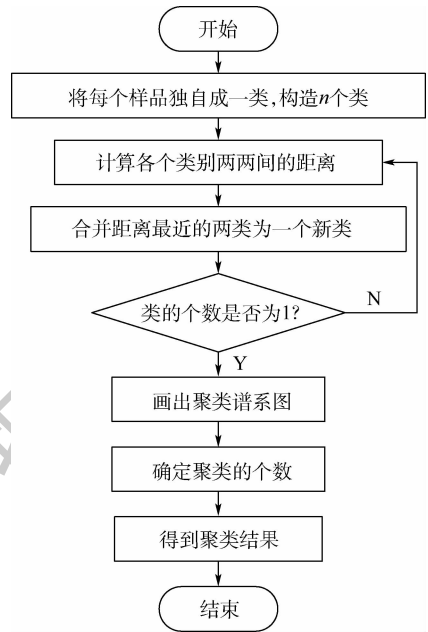 开始
将每个样品独自成一类,构造n个类
计算各个类别两两间的距离
合并距离最近的两类为一个新类
类的个数是否为1?
N
Y
画出聚类谱系图
确定聚类的个数
得到聚类结果
结束